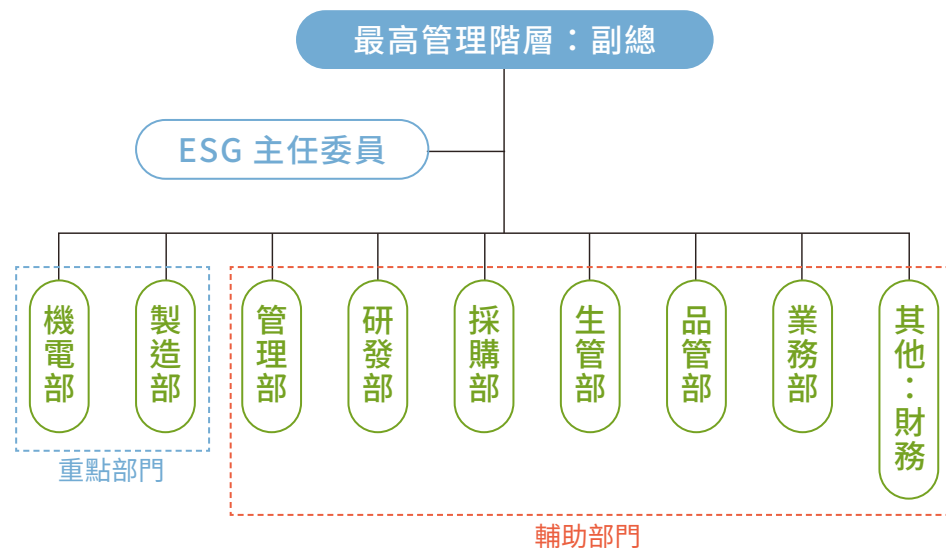 最高管理階層：副總
ESG 主任委員
機電部
製造部
管理部
研發部
採購部
生管部
品管部
業務部
其他：財務
重點部門
輔助部門